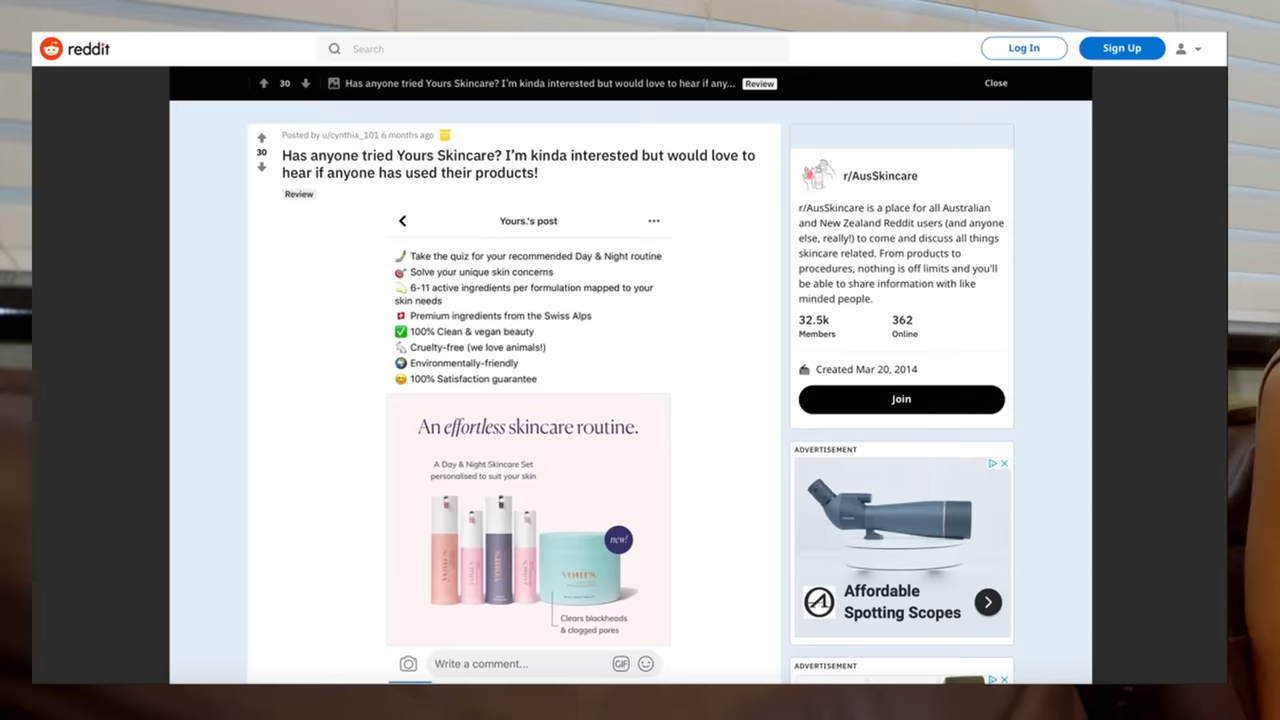 reddit
Search
Log In
Sign Up
30
Has anyone tried Yours Skincare? I'm kinda interested but would love to hear if any...
Review
Close
Posted by u/cynthia_101 6 months ago
30
Has anyone tried Yours Skincare? I'm kinda interested but would love to
hear if anyone has used their products!
Review
Yours.'s post
Take the quiz for your recommended Day & Night routine
Solve your unique skin concerns
6-11 active ingredients per formulation mapped to your
skin needs
Premium ingredients from the Swiss Alps
100% Clean & vegan beauty
Cruelty-free (we love animals!)
Environmentally-friendly
100% Satisfaction guarantee
An effortless skincare routine.
A Day & Night Skincare Set
personalised to suit your skin
new!
yours.
Clears blackheads
& clogged pores
Write a comment...
GIF
r/AusSkincare
r/AusSkincare is a place for all Australian
and New Zealand Reddit users (and anyone
else, really!) to come and discuss all things
skincare related. From products to
procedures, nothing is off limits and you'll
be able to share information with like
minded people.
32.5k
362
Members
Online
Created Mar 20, 2014
Join
ADVERTISEMENT
Affordable
Spotting Scopes
ADVERTISEMENT